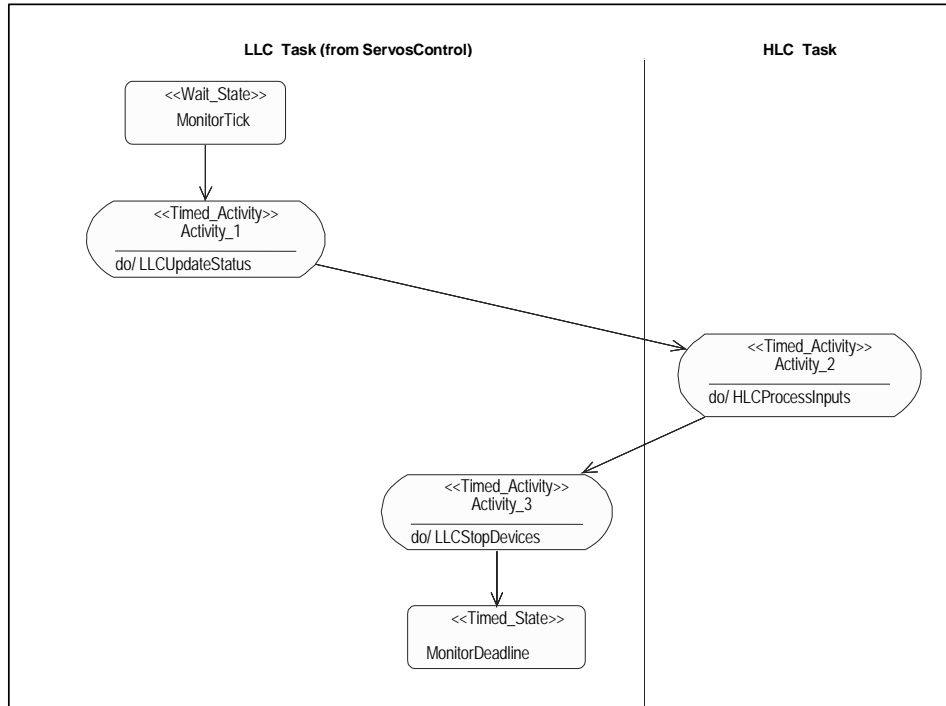 LLC Task (from ServosControl)
HLC Task
<<Wait_State>>
MonitorTick
<<Timed_Activity>>
Activity_1
do/ LLCUpdateStatus
<<Timed_Activity>>
Activity_2
do/ HLCProcessInputs
<<Timed_Activity>>
Activity_3
do/ LLCStopDevices
<<Timed_State>>
MonitorDeadline